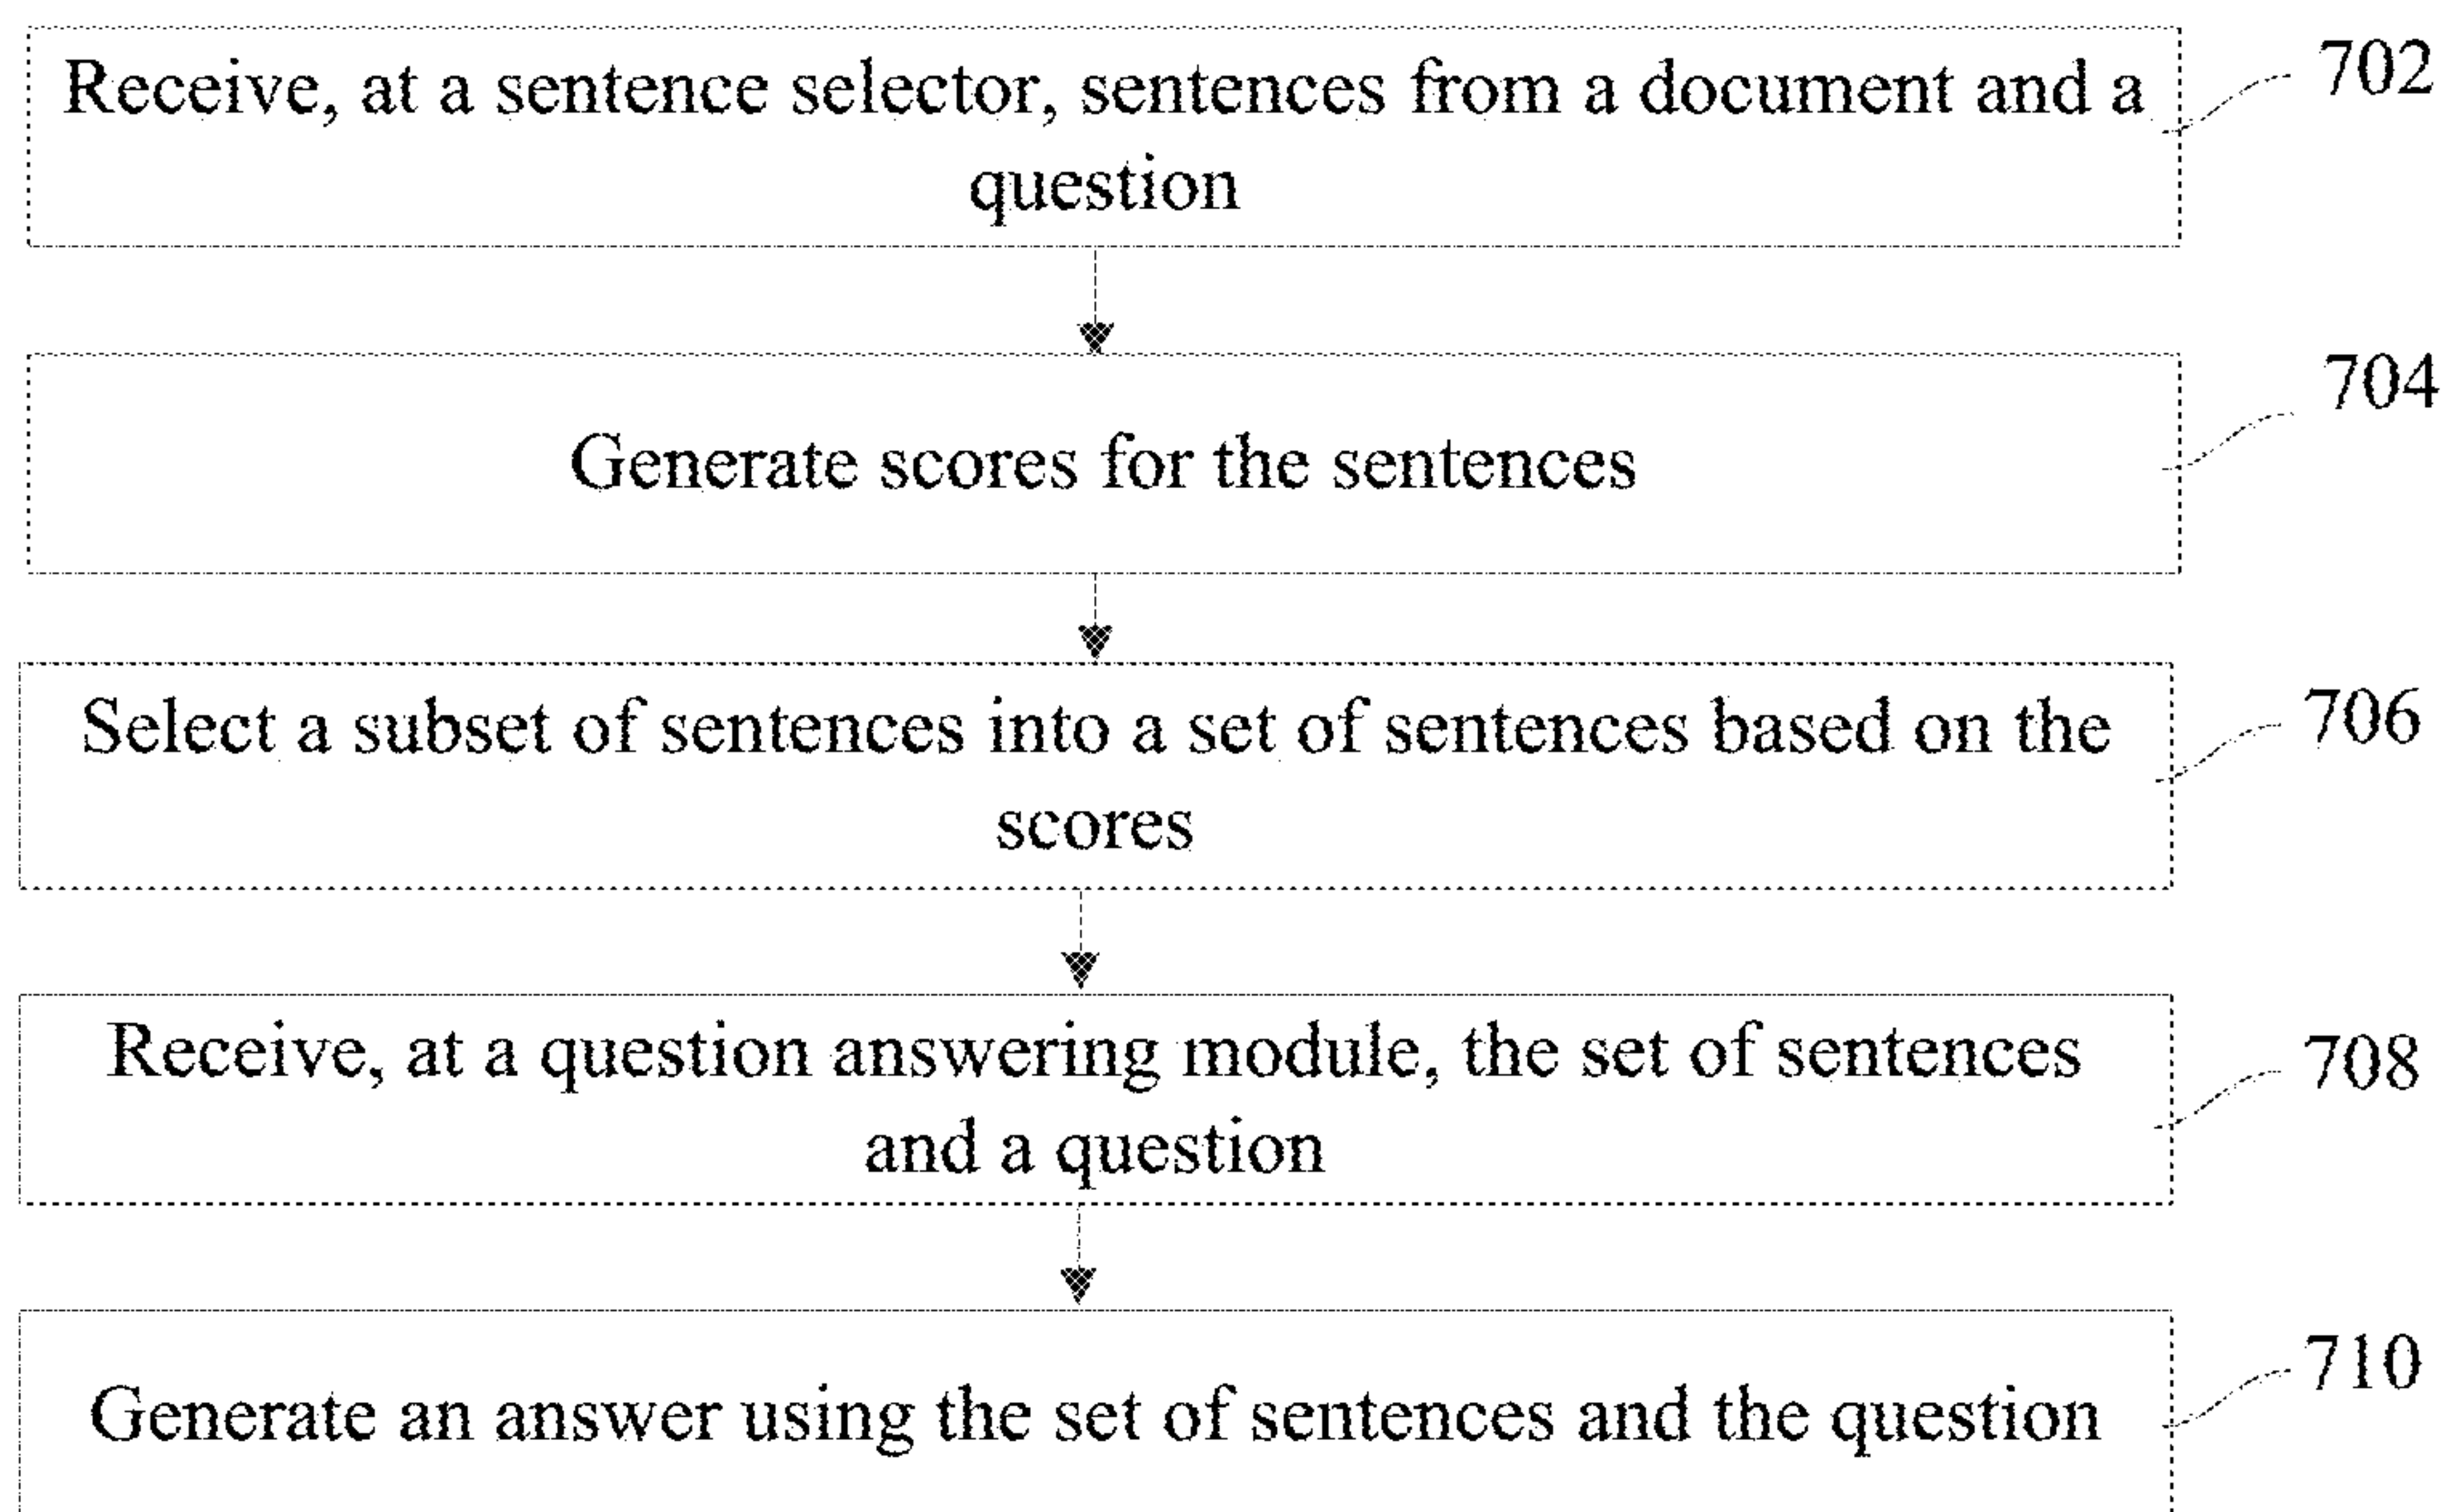 Receive, at a sentence selector, sentences from a document and a
question
702
Generate scores for the sentences
704
Select a subset of sentences into a set of sentences based on the
scores
706
Receive, at a question answering module, the set of sentences
and a question
708
Generate an answer using the set of sentences and the question
710